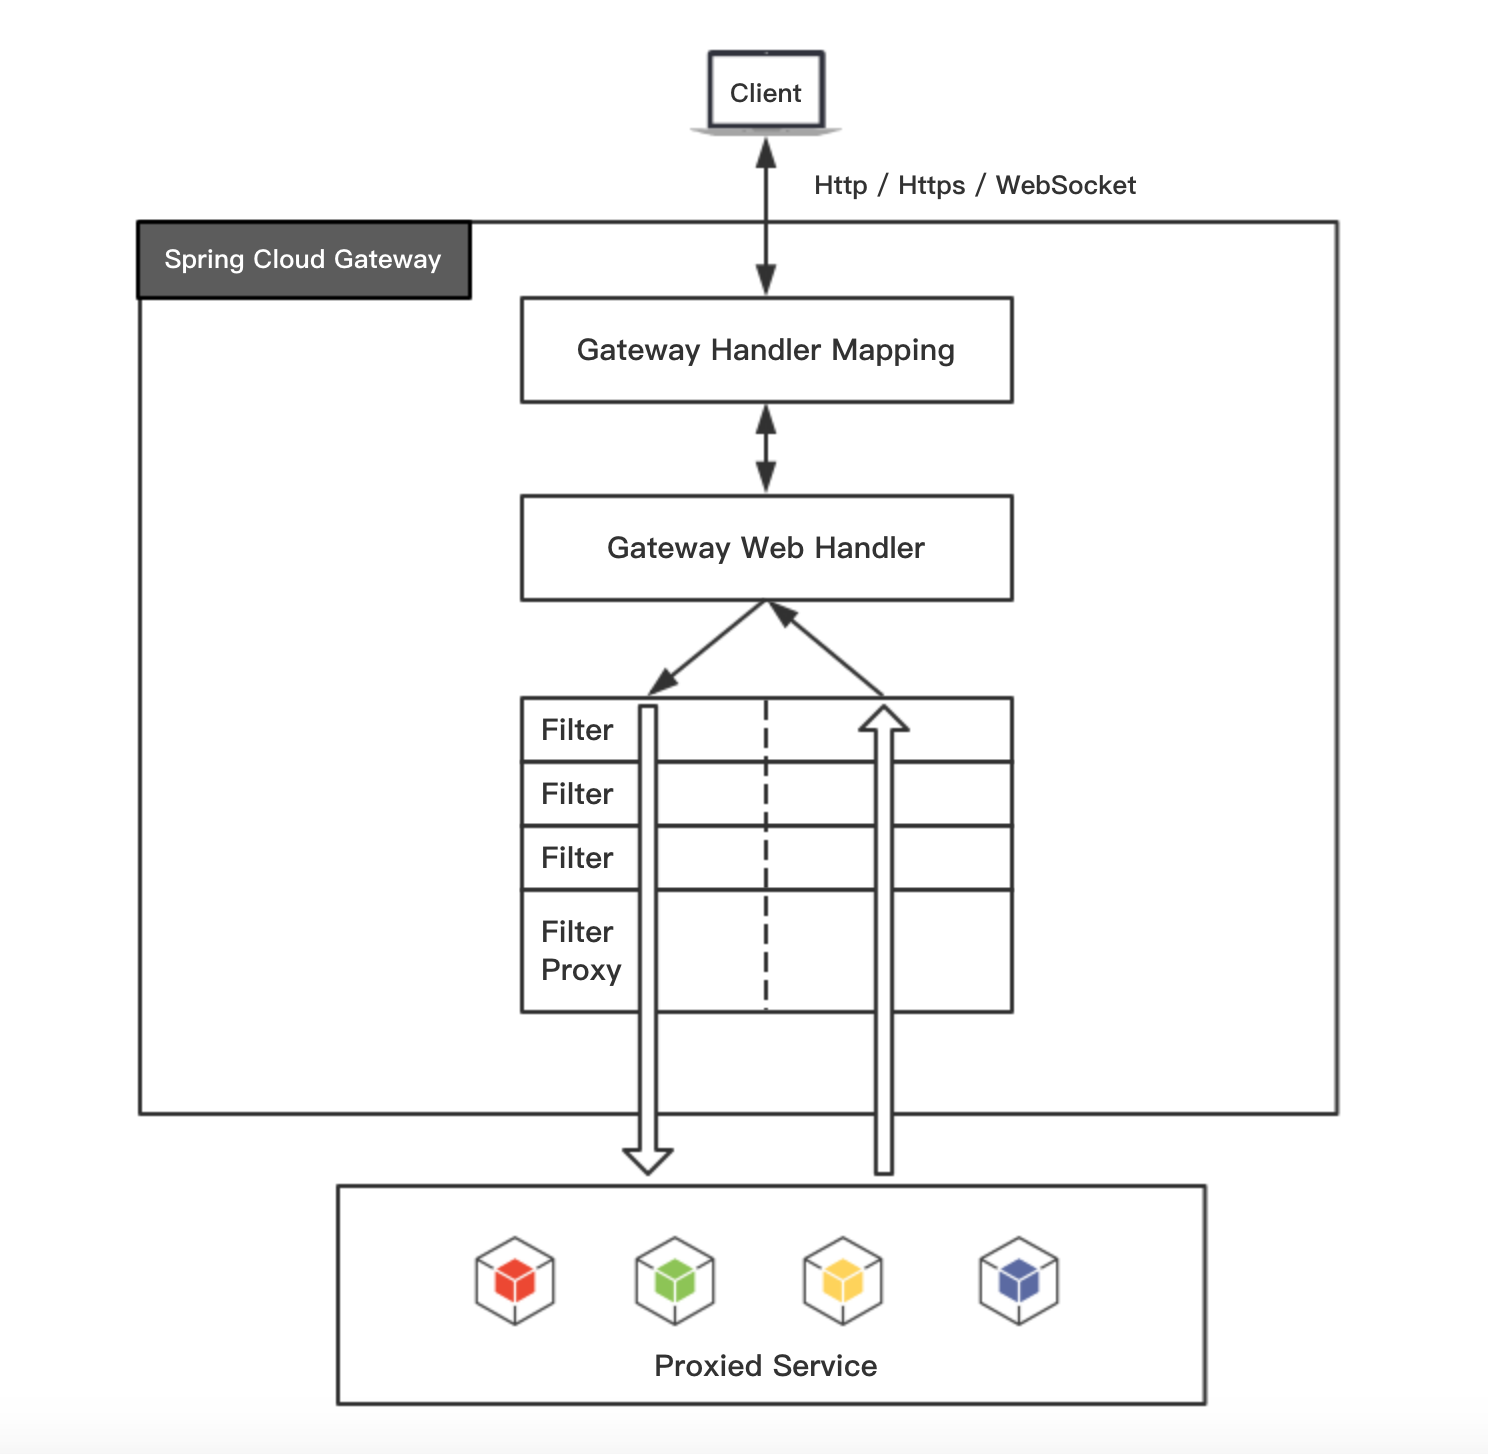 Client
Http / Https / WebSocket
Spring Cloud Gateway
Gateway Handler Mapping
Gateway Web Handler
Filter
Filter
Filter
Filter
Proxy
Proxied Service